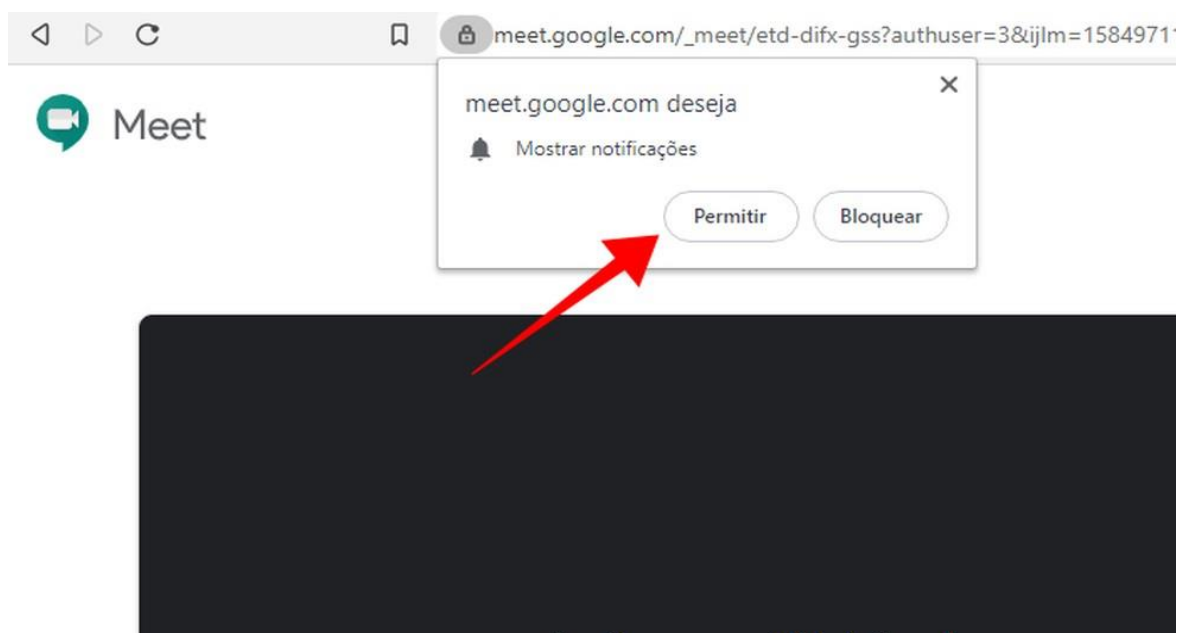 meet.google.com/_meet/etd-difx-gss?authuser=3&ijlm=1584971
meet.google.com deseja
Meet
Mostrar notificações
Permitir
Bloquear